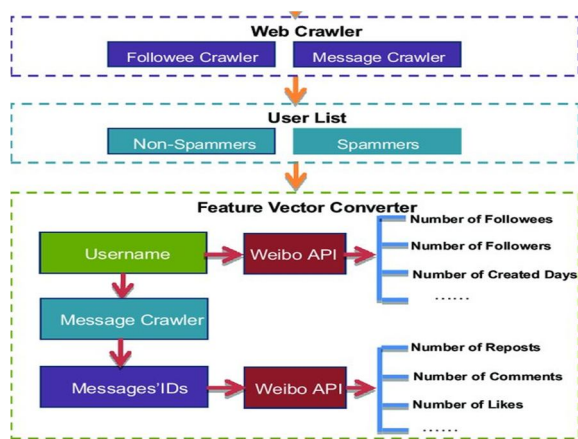 Web Crawler
Followee Crawler
Message Crawler
User List
Non-Spammers
Spammers
Feature Vector Converter
Username
Weibo API
Number of Followees
Number of Followers
Number of Created Days
......
Message Crawler
Messages'IDs
Weibo API
Number of Reposts
Number of Comments
Number of Likes
......